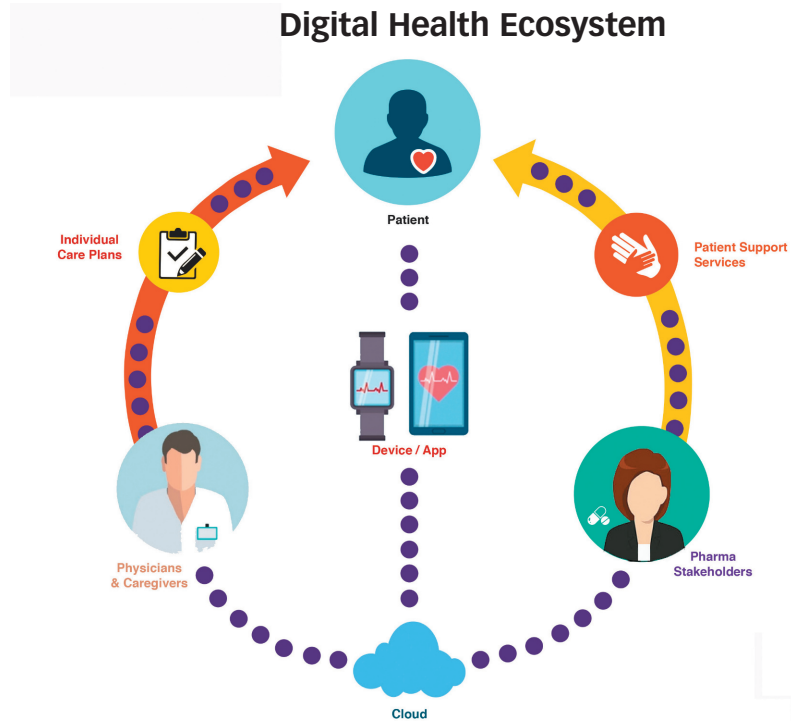 Digital Health Ecosystem
Patient
Individual
Care Plans
Patient Support
Services
Device / App
Physicians
& Caregivers
Pharma
Stakeholders
Cloud